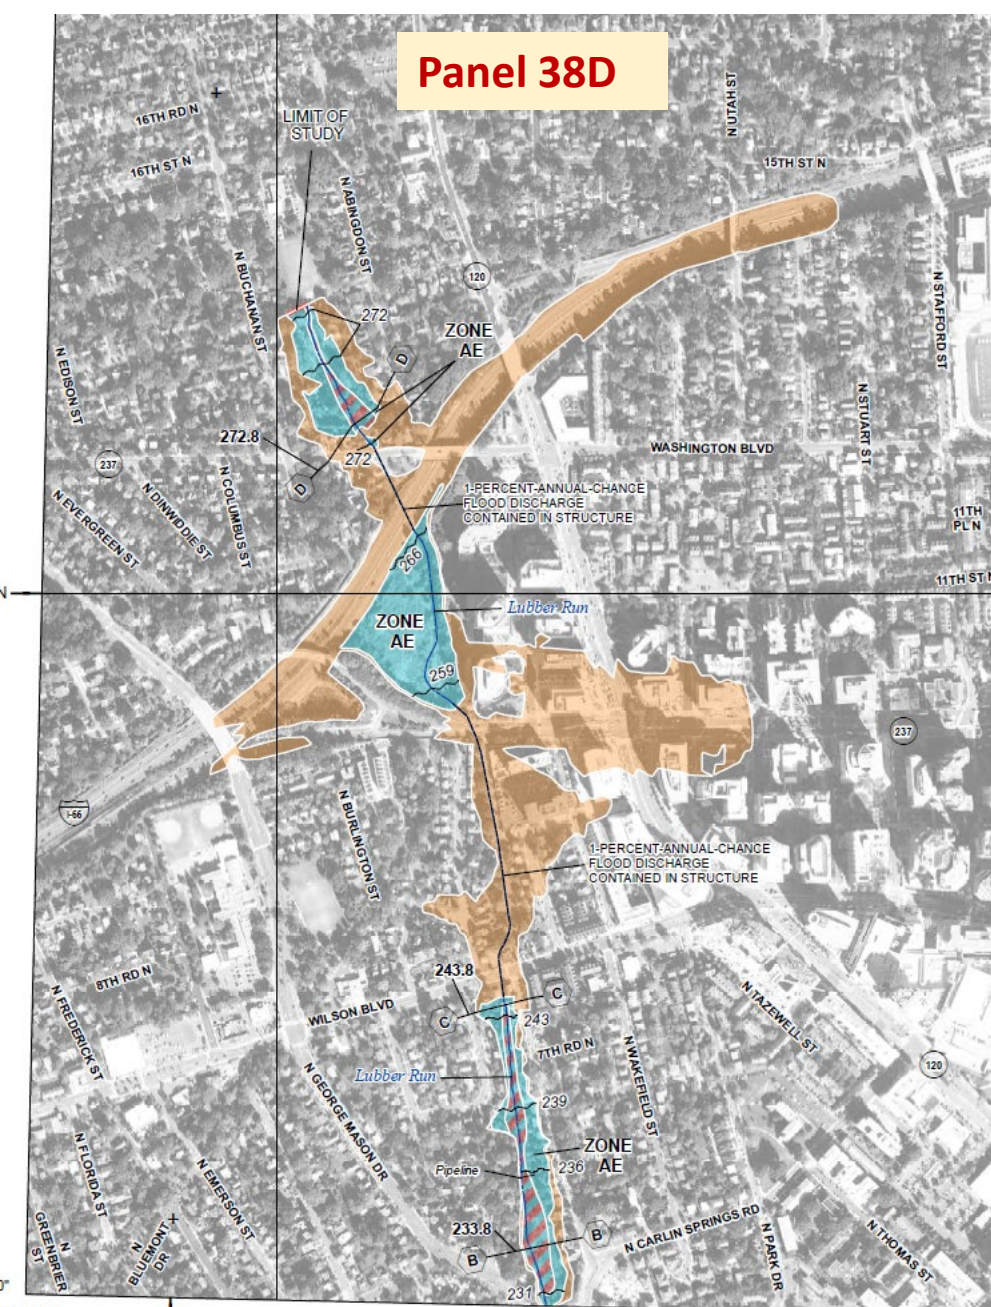 Panel 38D
N UTAH ST
16TH RD N
LIMIT OF
STUDY
16TH ST N
15TH ST N
N ABINGDON ST
N BUCHANAN ST
120
N STAFFORD ST
272
ZONE
AE
N EDISON ST
D
N STUART ST
272.8
WASHINGTON BLVD
237
272
D
N COLUMBUS ST
N DINWIDDIE ST
N EVERGREEN ST
1-PERCENT-ANNUAL-CHANCE
FLOOD DISCHARGE
CONTAINED IN STRUCTURE
11TH
PL N
266
11TH ST N
N
Lubber Run
ZONE
AE
259
237
I-66
N BURLINGTON ST
1-PERCENT-ANNUAL-CHANCE
FLOOD DISCHARGE
CONTAINED IN STRUCTURE
8TH RD N
243.8
C
C
N FREDERICK ST
WILSON BLVD
243
N TAZEWELL ST
7TH RD N
N WAKEFIELD ST
120
Lubber Run
N GEORGE MASON DR
239
ZONE
AE
N FLORIDA ST
N EMERSON ST
Pipeline
236
233.8
B
B
N CARLIN SPRINGS RD
N PARK DR
N THOMAS ST
N
GREENBRIER
ST
N
BLUEMONT
DR
0"
231